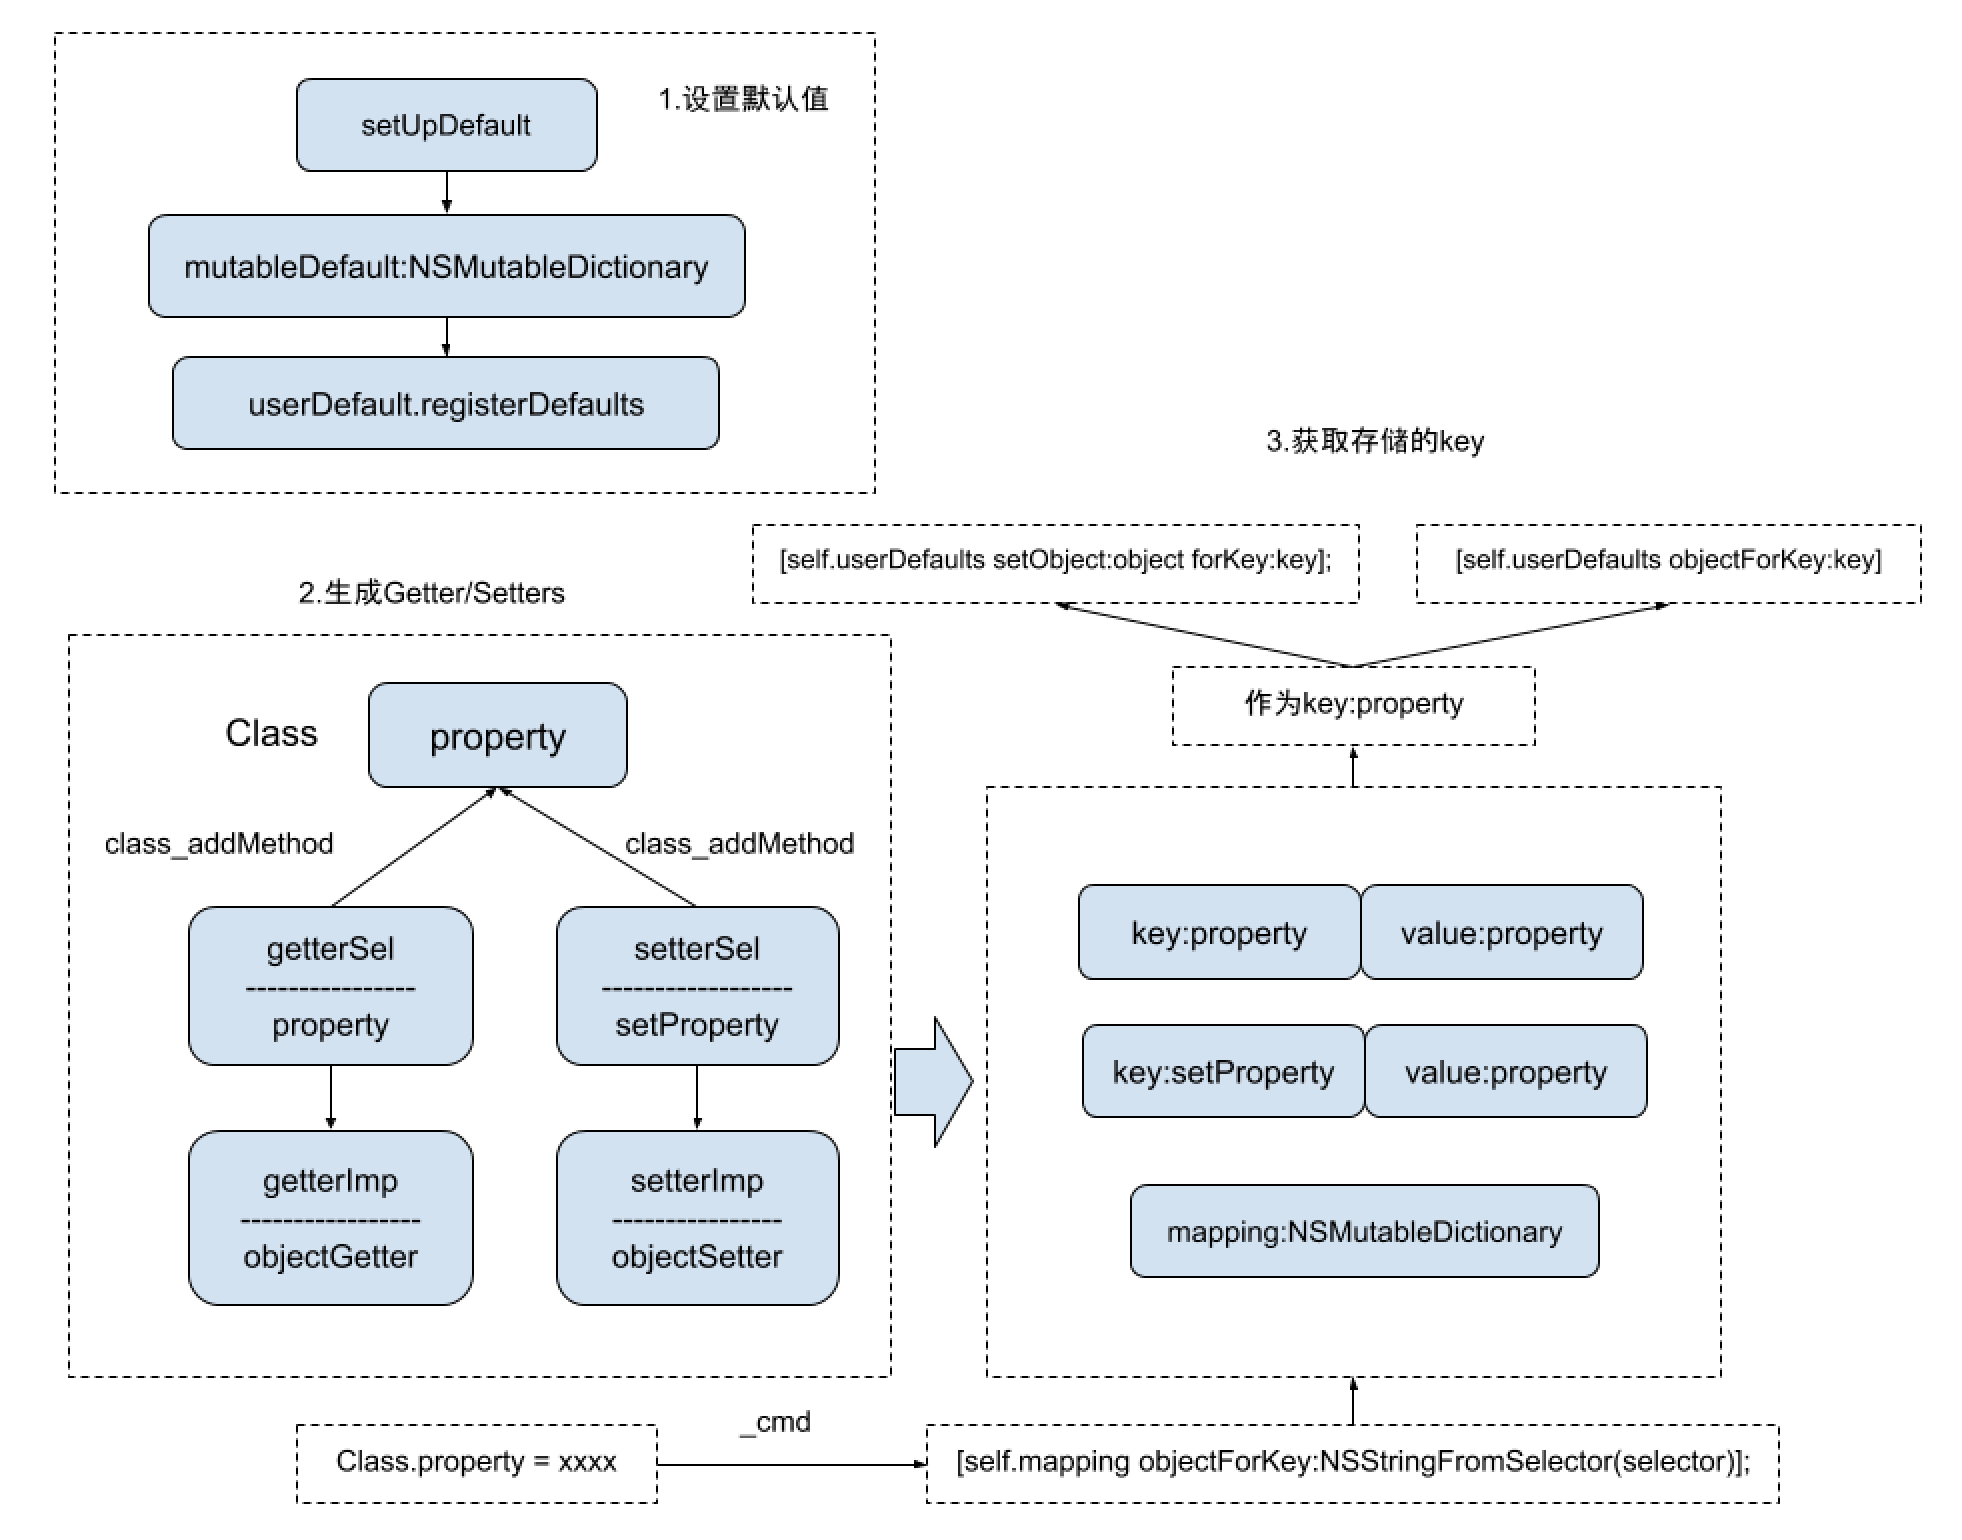 1.设置默认值
setUpDefault
mutableDefault:NSMutableDictionary
userDefault.registerDefaults
2.生成Getter/Setters
Class
property
class_addMethod
class_addMethod
getterSel
----------------
property
setterSel
------------------
setProperty
getterImp
-----------------
objectGetter
setterImp
----------------
objectSetter
3.获取存储的key
[self.userDefaults setObject:object forKey:key];
[self.userDefaults objectForKey:key]
作为key:property
key:property
value:property
key:setProperty
value:property
mapping:NSMutableDictionary
Class.property = xxxx
_cmd
[self.mapping objectForKey:NSStringFromSelector(selector)];